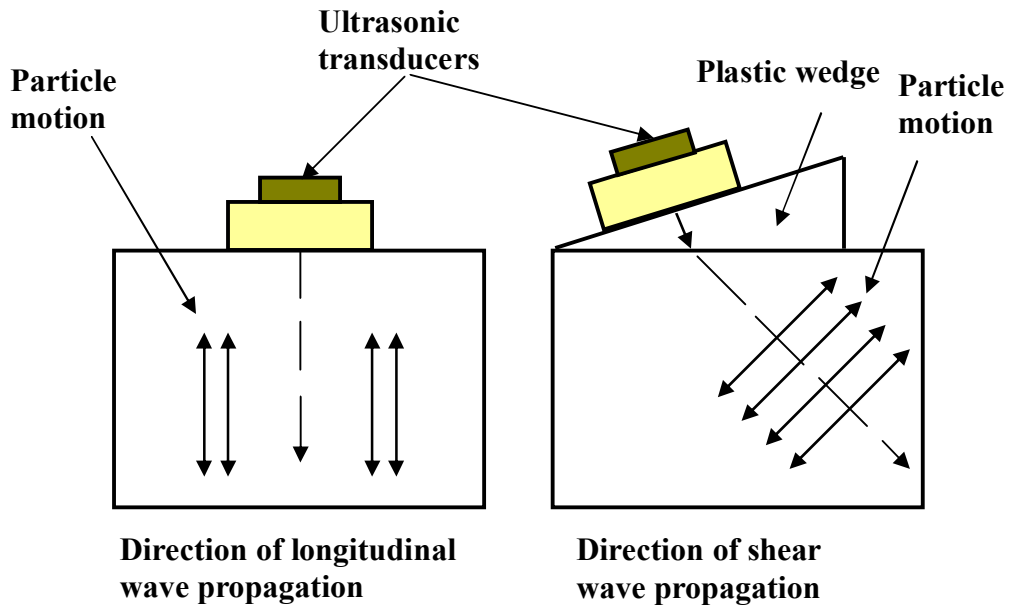 Ultrasonic
transducers
Particle
motion
Plastic wedge
Particle
motion
Direction of longitudinal
wave propagation
Direction of shear
wave propagation